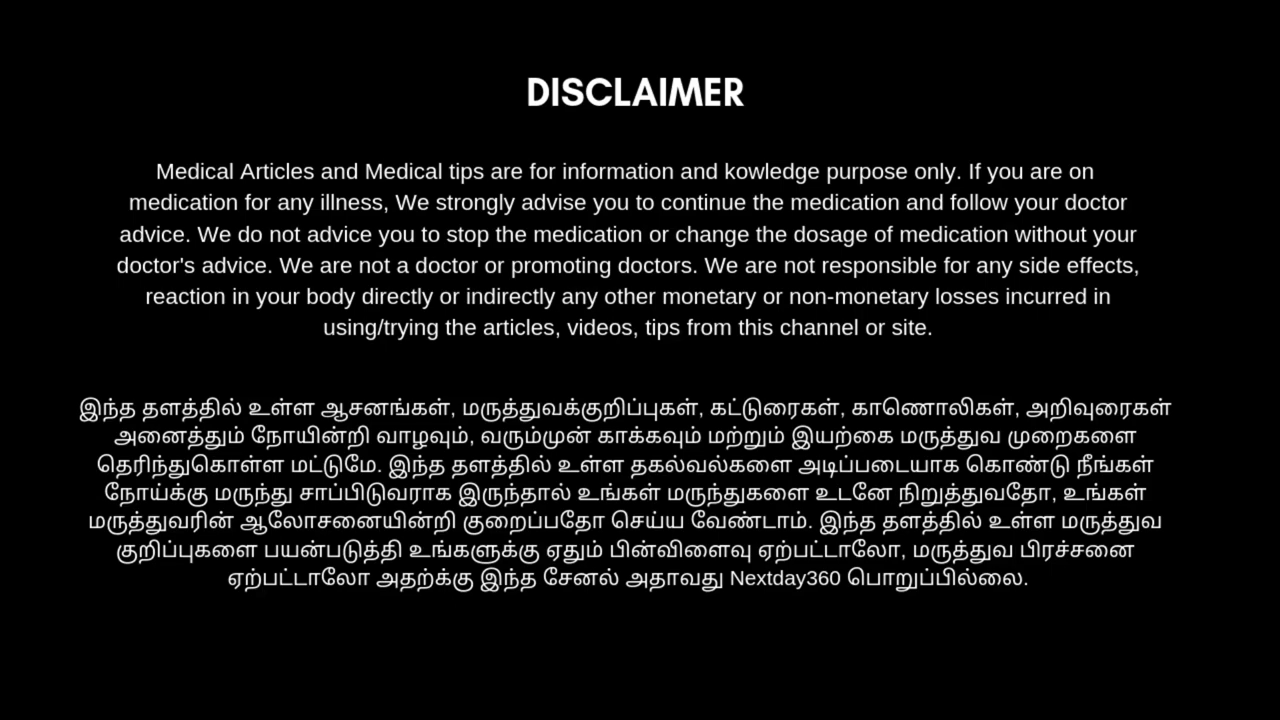 DISCLAIMER
Medical Articles and Medical tips are for information and kowledge purpose only. If you are on
medication for any illness, We strongly advise you to continue the medication and follow your doctor
advice. We do not advice you to stop the medication or change the dosage of medication without your
doctor's advice. We are not a doctor or promoting doctors. We are not responsible for any side effects,
reaction in your body directly or indirectly any other monetary or non-monetary losses incurred in
using/trying the articles, videos, tips from this channel or site.
இந்த தளத்தில் உள்ள ஆசனங்கள், மருத்துவக்குறிப்புகள், கட்டுரைகள், காணொலிகள், அறிவுரைகள்
அனைத்தும் நோயின்றி வாழவும், வரும்முன் காக்கவும் மற்றும் இயற்கை மருத்துவ முறைகளை
தெரிந்துகொள்ள மட்டுமே. இந்த தளத்தில் உள்ள தகல்வல்களை அடிப்படையாக கொண்டு நீங்கள்
நோய்க்கு மருந்து சாப்பிடுவராக இருந்தால் உங்கள் மருந்துகளை உடனே நிறுத்துவதோ, உங்கள்
மருத்துவரின் ஆலோசனையின்றி குறைப்பதோ செய்ய வேண்டாம். இந்த தளத்தில் உள்ள மருத்துவ
குறிப்புகளை பயன்படுத்தி உங்களுக்கு ஏதும் பின்விளைவு ஏற்பட்டாலோ, மருத்துவ பிரச்சனை
ஏற்பட்டாலோ அதற்க்கு இந்த சேனல் அதாவது Nextday360 பொறுப்பில்லை.